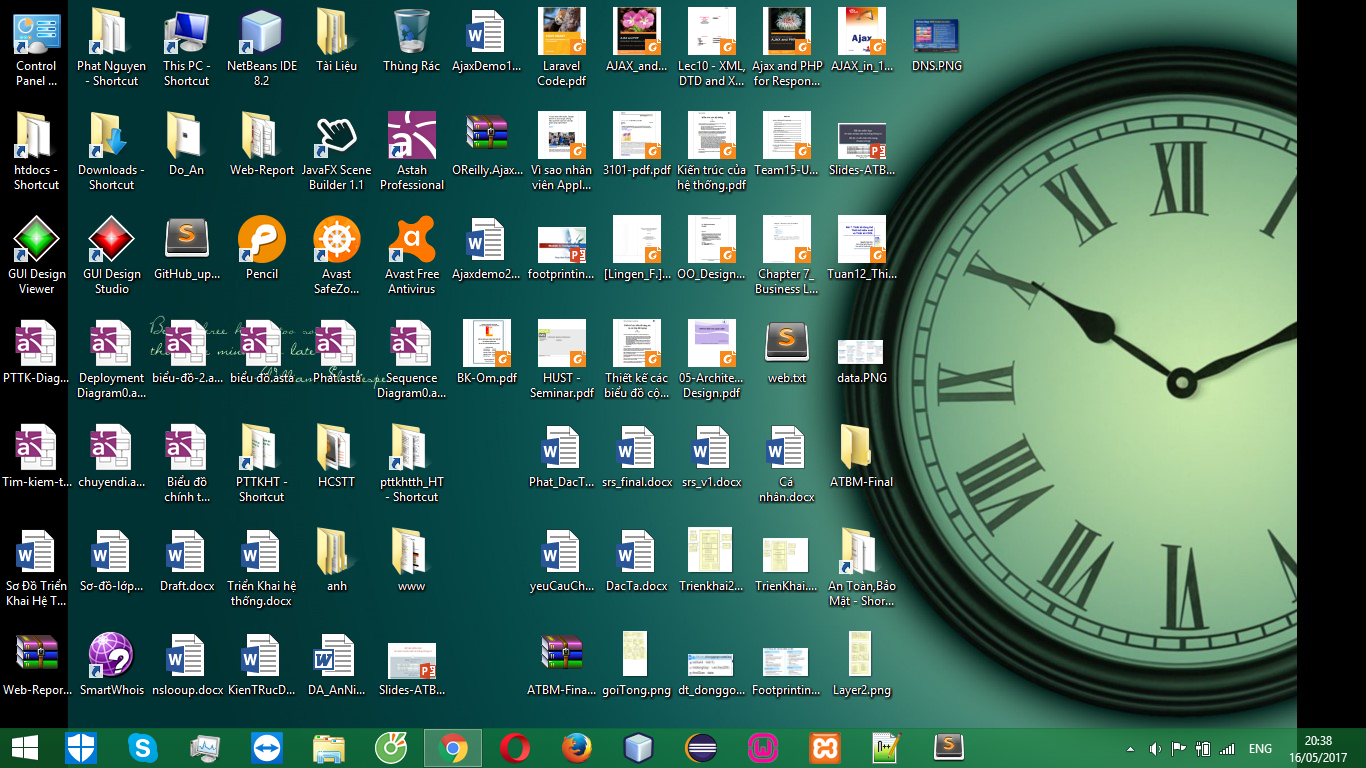 Control
Panel ...
Phat Nguyen
- Shortcut
This PC -
Shortcut
NetBeans IDE
8.2
Tài Liệu
Thùng Rác
AjaxDemo1...
Laravel
Code.pdf
AJAX_and...
Lec10 - XML,
DTD and X...
Ajax and PHP
for Respon...
AJAX_in_1...
DNS.PNG
htdocs -
Shortcut
Downloads -
Shortcut
Do_An
Web-Report
JavaFX Scene
Builder 1.1
Astah
Professional
OReilly.Ajax...
Vì sao nhân
viên Appl...
3101-pdf.pdf
Kiến trúc của
hệ thống.pdf
Team15-U...
Slides-ATB...
GUI Design
Viewer
GUI Design
Studio
GitHub_up...
Pencil
Avast
SafeZo...
Avast Free
Antivirus
Ajaxdemo2...
footprintin...
[Lingen_F.]...
OO_Design...
Chapter 7_
Business L...
Tuan12_Thi...
PTTK-Diag...
Deployment
Diagram0.a...
biểu-đồ-2.a...
biểu đồ.asta
Phat.asta
Sequence
Diagram0.a...
BK-Om.pdf
HUST -
Seminar.pdf
Thiết kế các
biểu đồ cộ...
05-Archite...
Design.pdf
web.txt
data.PNG
Tim-kiem-t...
chuyendi.a...
Biểu đồ
chính t...
PTTKHT -
Shortcut
HCSTT
pttkhtth_HT
- Shortcut
Phat_DacT...
srs_final.docx
srs_v1.docx
Cá
nhân.docx
ATBM-Final
Sơ Đồ Triển
Khai Hệ T...
Sơ-đồ-lớp...
Draft.docx
Triển Khai hệ
thống.docx
anh
www
yeuCauCh...
DacTa.docx
Trienkhai2...
TrienKhai....
An Toàn,Bảo
Mật - Shor...
Web-Repor...
SmartWhois
nslooup.docx
KienTRucD...
DA_AnNi...
Slides-ATB...
ATBM-Fina...
goiTong.png
dt_donggo...
Footprintin...
Layer2.png
XII
XI
X
IX
VIII
VII
VI
ENG
20:38
16/05/2017